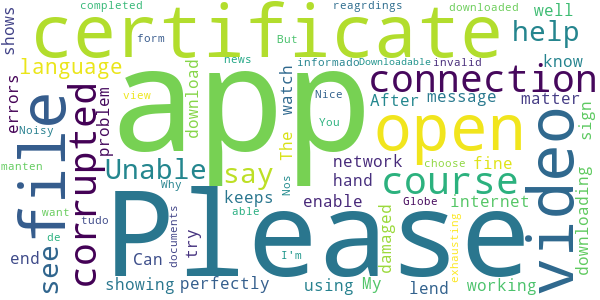 completed
reagrdings
downloaded
form
But
well
shows
certificate
help
news
informado
Downloadable
invalid
know
language
app
connection
Nice
errors
file
corrupted
problem
download
watch
After
message
matter
view
You
Noisy
open
video
sign
Unable
The
network
fine
manten
say
hand
course
choose
see
Why
Nos
want
keeps
enable
Globe
internet
able
tudo
Please
documents
try
damaged
exhausting
downloading
de
I'm
end
Can
showing
perfectly
using
My
lend
working